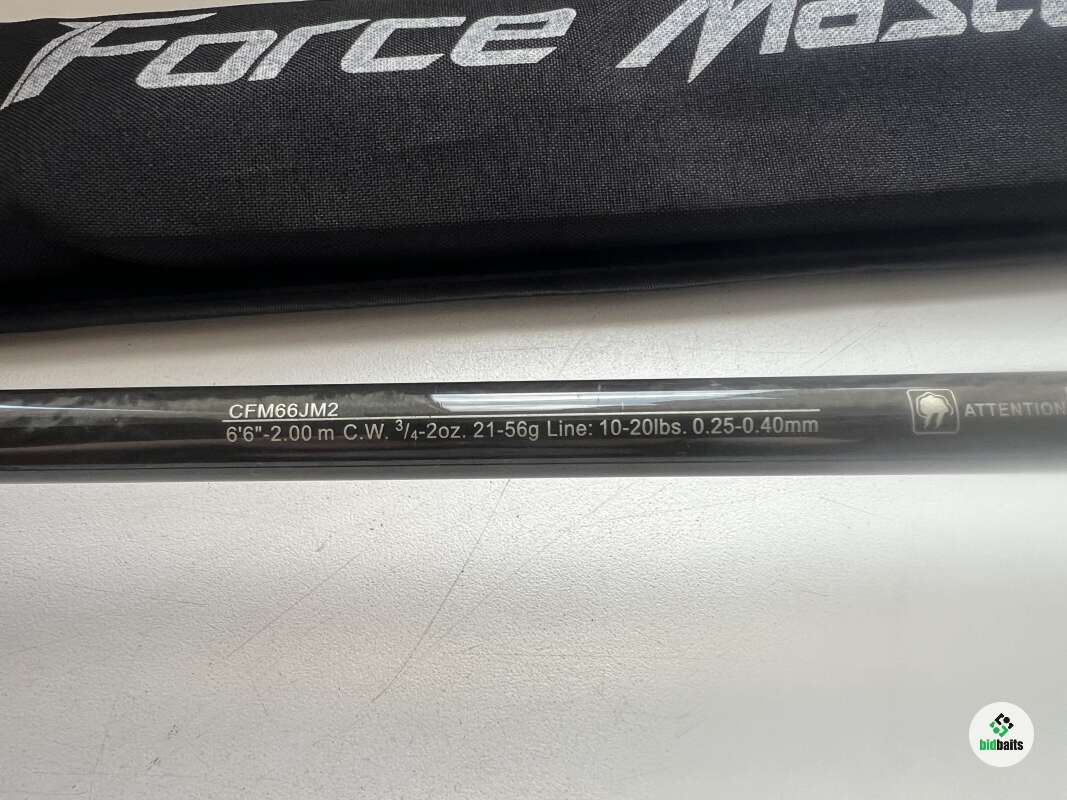 Force Maste
CFM66JM2
6'6"-2.00 m C.W. 3/4-2oz. 21-56g Line: 10-20lbs. 0.25-0.40mm
ATTENTION
bidbaits